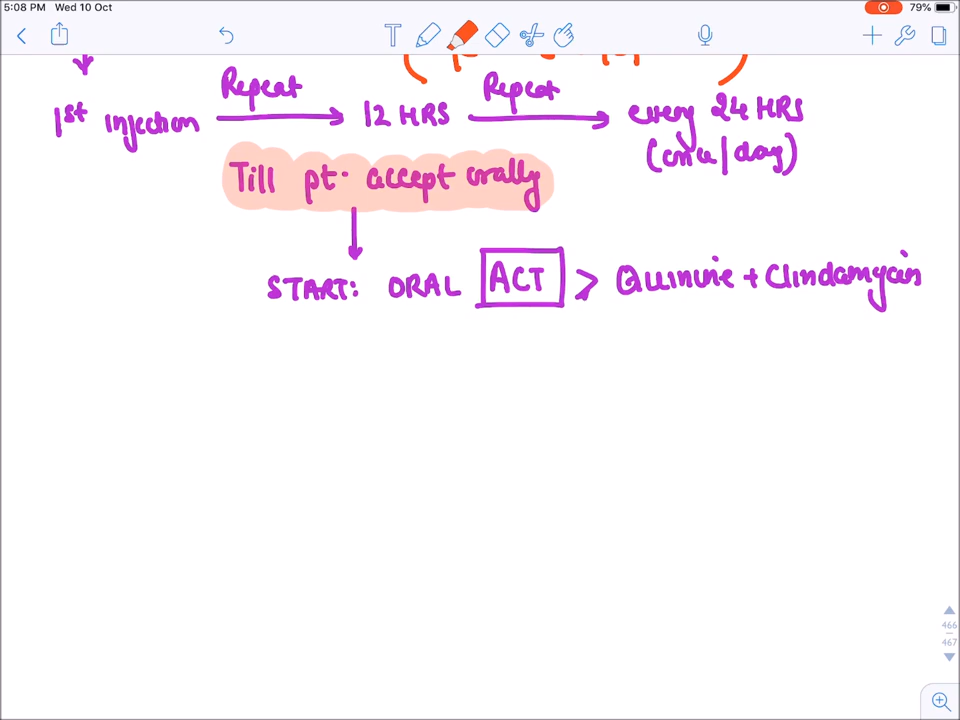 5:08 PM Wed 10 Oct 79%
1st injection Repeat 12 HRS Repeat every 24 HRS
(once/day)
Till pt. accept orally
START: ORAL ACT > Quinine + Clindamycin
466
467